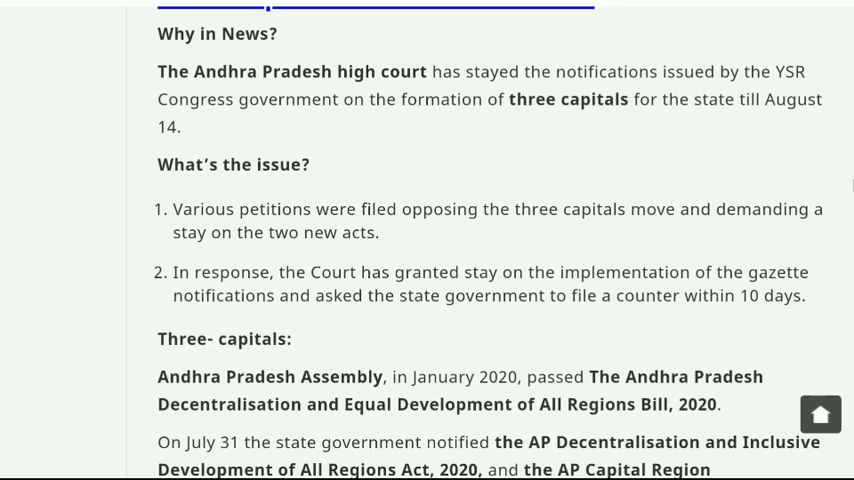 Why in News?
The Andhra Pradesh high court has stayed the notifications issued by the YSR
Congress government on the formation of three capitals for the state till August
14.
What’s the issue?
1. Various petitions were filed opposing the three capitals move and demanding a
stay on the two new acts.
2. In response, the Court has granted stay on the implementation of the gazette
notifications and asked the state government to file a counter within 10 days.
Three- capitals:
Andhra Pradesh Assembly, in January 2020, passed The Andhra Pradesh
Decentralisation and Equal Development of All Regions Bill, 2020.
On July 31 the state government notified the AP Decentralisation and Inclusive
Development of All Regions Act, 2020, and the AP Capital Region